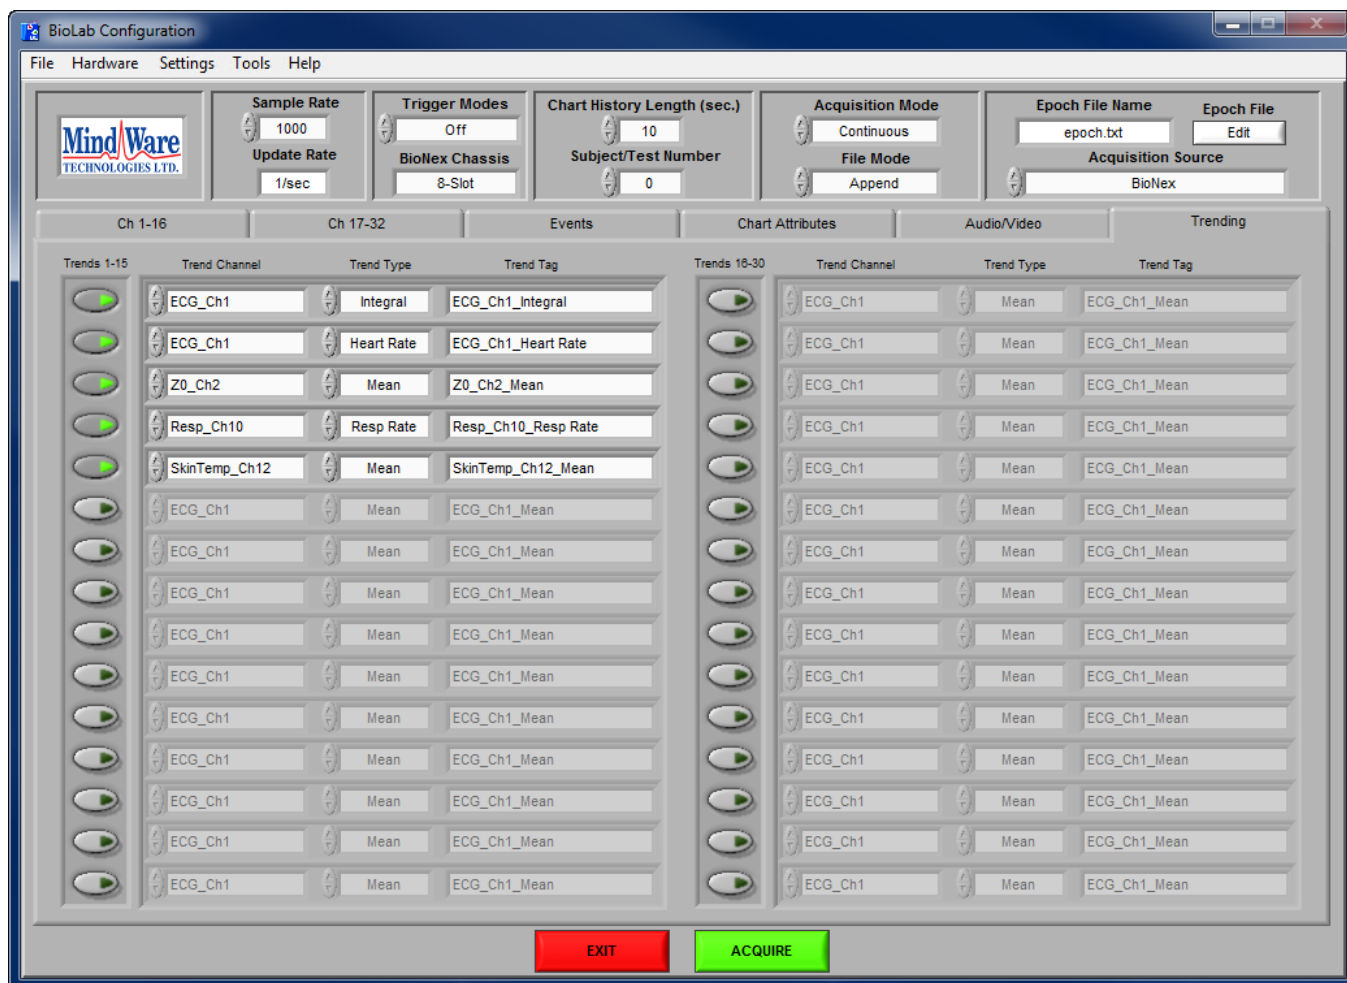 BioLab Configuration
File Hardware Settings Tools Help
MindWare
TECHNOLOGIES LTD.
Sample Rate
1000
Update Rate
1/sec
Trigger Modes
Off
BioNex Chassis
8-Slot
Chart History Length (sec.)
10
Subject/Test Number
0
Acquisition Mode
Continuous
File Mode
Append
Epoch File Name
epoch.txt
Epoch File
Edit
Acquisition Source
BioNex
Ch 1-16 Ch 17-32 Events Chart Attributes Audio/Video Trending
Trends 1-15 Trend Channel Trend Type Trend Tag Trends 16-30 Trend Channel Trend Type Trend Tag
ECG_Ch1 Integral ECG_Ch1_Integral ECG_Ch1 Mean ECG_Ch1_Mean
ECG_Ch1 Heart Rate ECG_Ch1_Heart Rate ECG_Ch1 Mean ECG_Ch1_Mean
Z0_Ch2 Mean Z0_Ch2_Mean ECG_Ch1 Mean ECG_Ch1_Mean
Resp_Ch10 Resp Rate Resp_Ch10_Resp Rate ECG_Ch1 Mean ECG_Ch1_Mean
SkinTemp_Ch12 Mean SkinTemp_Ch12_Mean ECG_Ch1 Mean ECG_Ch1_Mean
ECG_Ch1 Mean ECG_Ch1_Mean ECG_Ch1 Mean ECG_Ch1_Mean
ECG_Ch1 Mean ECG_Ch1_Mean ECG_Ch1 Mean ECG_Ch1_Mean
ECG_Ch1 Mean ECG_Ch1_Mean ECG_Ch1 Mean ECG_Ch1_Mean
ECG_Ch1 Mean ECG_Ch1_Mean ECG_Ch1 Mean ECG_Ch1_Mean
ECG_Ch1 Mean ECG_Ch1_Mean ECG_Ch1 Mean ECG_Ch1_Mean
ECG_Ch1 Mean ECG_Ch1_Mean ECG_Ch1 Mean ECG_Ch1_Mean
ECG_Ch1 Mean ECG_Ch1_Mean ECG_Ch1 Mean ECG_Ch1_Mean
ECG_Ch1 Mean ECG_Ch1_Mean ECG_Ch1 Mean ECG_Ch1_Mean
ECG_Ch1 Mean ECG_Ch1_Mean ECG_Ch1 Mean ECG_Ch1_Mean
ECG_Ch1 Mean ECG_Ch1_Mean ECG_Ch1 Mean ECG_Ch1_Mean
EXIT ACQUIRE